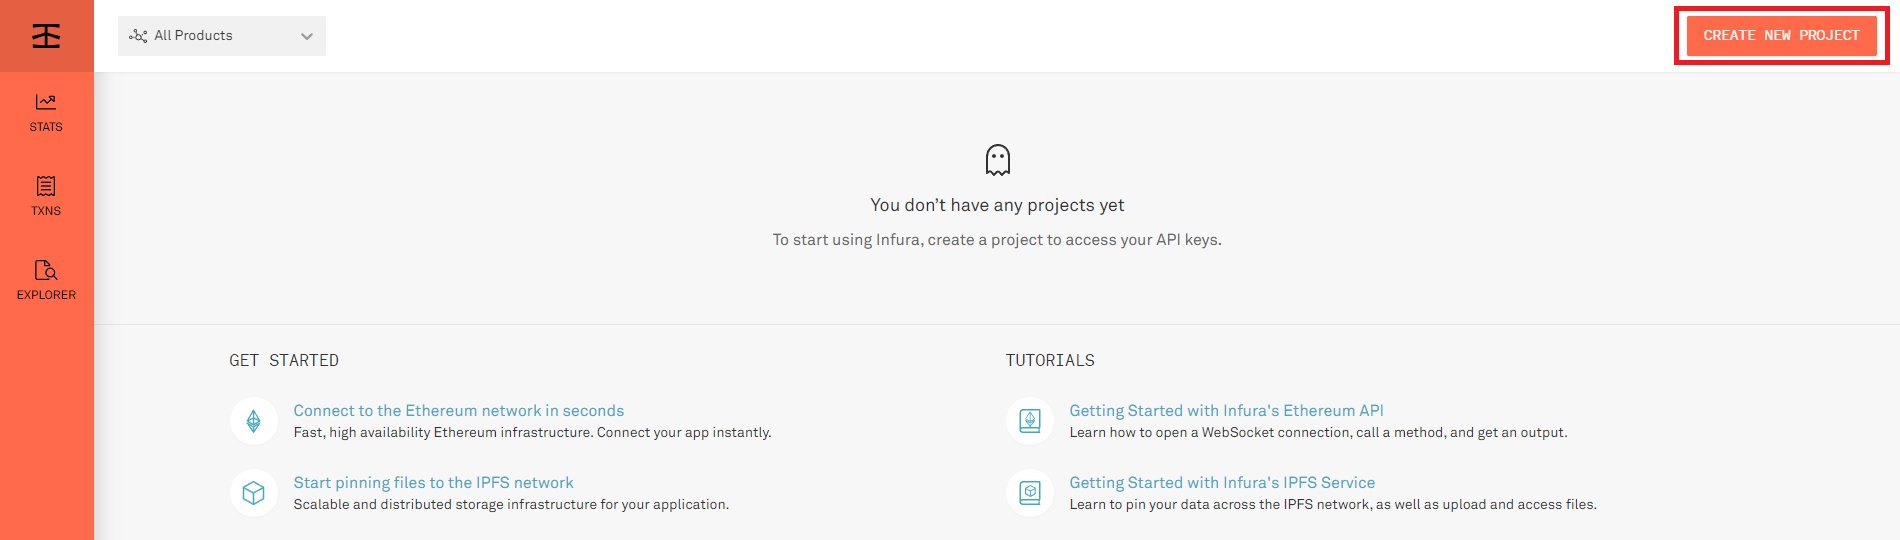 All Products
CREATE NEW PROJECT
STATS
TXNS
EXPLORER
You don’t have any projects yet
To start using Infura, create a project to access your API keys.
GET STARTED
Connect to the Ethereum network in seconds
Fast, high availability Ethereum infrastructure. Connect your app instantly.
Start pinning files to the IPFS network
Scalable and distributed storage infrastructure for your application.
TUTORIALS
Getting Started with Infura's Ethereum API
Learn how to open a WebSocket connection, call a method, and get an output.
Getting Started with Infura's IPFS Service
Learn to pin your data across the IPFS network, as well as upload and access files.